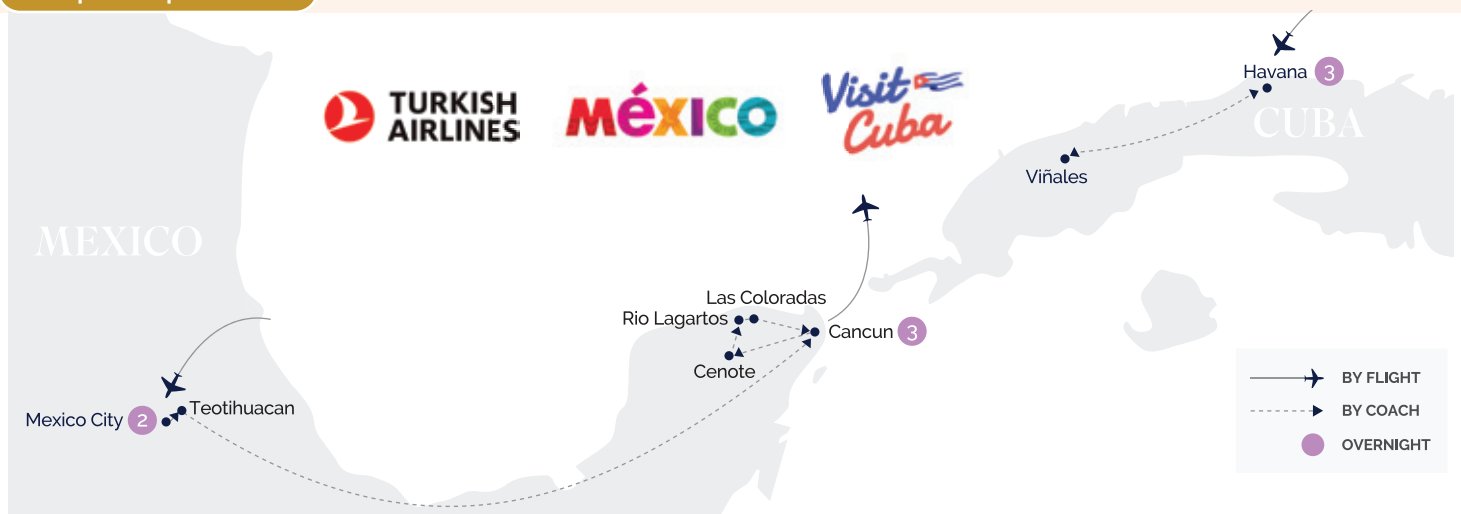 TURKISH
AIRLINES
México
Visit
Cuba
Havana 3
CUBA
Viñales
MEXICO
Las Coloradas
Rio Lagartos
Cancun 3
Cenote
Teotihuacan
Mexico City 2
BY FLIGHT
BY COACH
OVERNIGHT